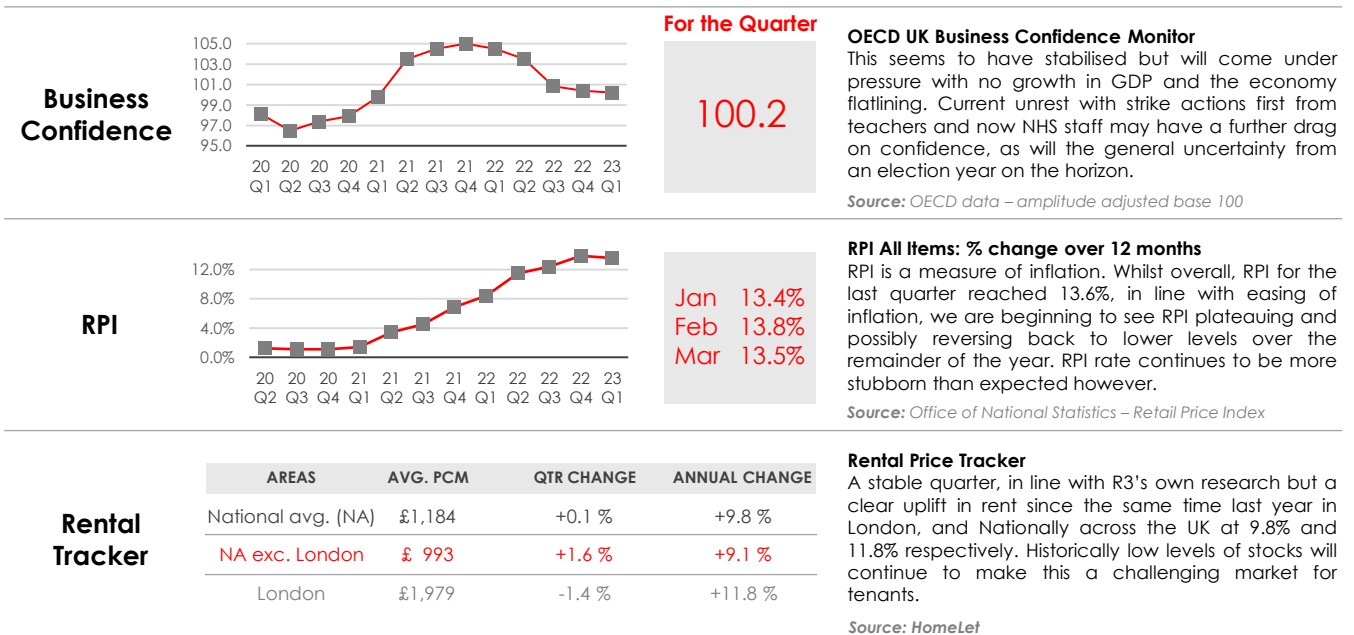 For the Quarter
Business
Confidence
105.0
103.0
101.0
99.0
97.0
95.0
20 20 20 20 21 21 21 21 22 22 22 22 23
Q1 Q2 Q3 Q4 Q1 Q2 Q3 Q4 Q1 Q2 Q3 Q4 Q1
100.2
OECD UK Business Confidence Monitor
This seems to have stabilised but will come under
pressure with no growth in GDP and the economy
flatlining. Current unrest with strike actions first from
teachers and now NHS staff may have a further drag
on confidence, as will the general uncertainty from
an election year on the horizon.
Source: OECD data – amplitude adjusted base 100
RPI
12.0%
8.0%
4.0%
0.0%
20 20 20 21 21 21 21 22 22 22 22 23
Q2 Q3 Q4 Q1 Q2 Q3 Q4 Q1 Q2 Q3 Q4 Q1
Jan 13.4%
Feb 13.8%
Mar 13.5%
RPI All Items: % change over 12 months
RPI is a measure of inflation. Whilst overall, RPI for the
last quarter reached 13.6%, in line with easing of
inflation, we are beginning to see RPI plateauing and
possibly reversing back to lower levels over the
remainder of the year. RPI rate continues to be more
stubborn than expected however.
Source: Office of National Statistics – Retail Price Index
Rental
Tracker
AREAS AVG. PCM QTR CHANGE ANNUAL CHANGE
National avg. (NA) £1,184 +0.1 % +9.8 %
NA exc. London £ 993 +1.6 % +9.1 %
London £1,979 -1.4 % +11.8 %
Rental Price Tracker
A stable quarter, in line with R3's own research but a
clear uplift in rent since the same time last year in
London, and Nationally across the UK at 9.8% and
11.8% respectively. Historically low levels of stocks will
continue to make this a challenging market for
tenants.
Source: HomeLet